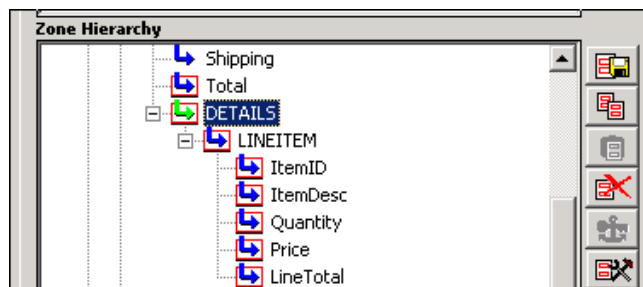 Zone Hierarchy
Shipping
Total
DETAILS
LINEITEM
ItemID
ItemDesc
Quantity
Price
LineTotal